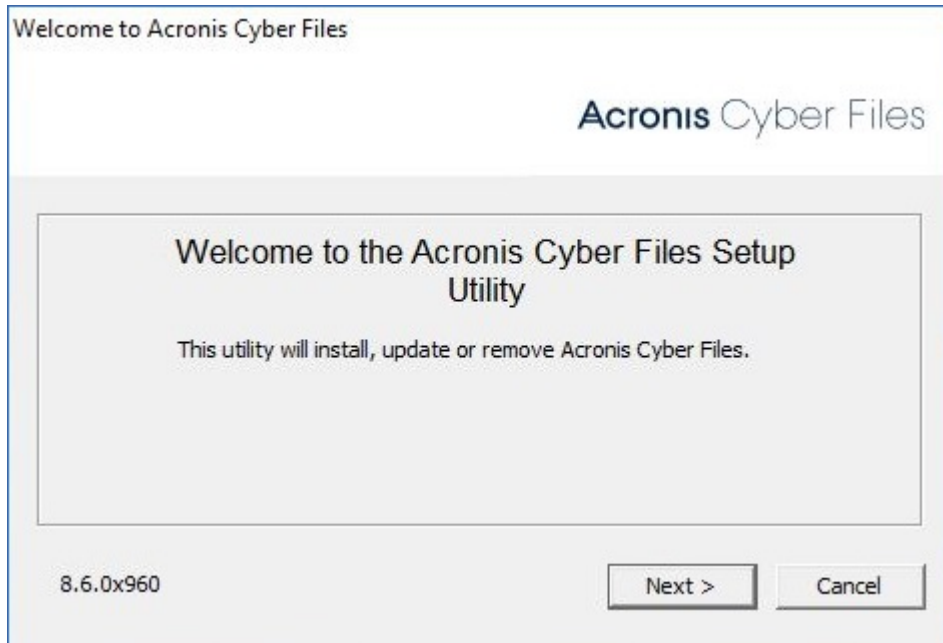 Welcome to Acronis Cyber Files
Acronis Cyber Files
Welcome to the Acronis Cyber Files Setup
Utility
This utility will install, update or remove Acronis Cyber Files.
8.6.0x960
Next >
Cancel